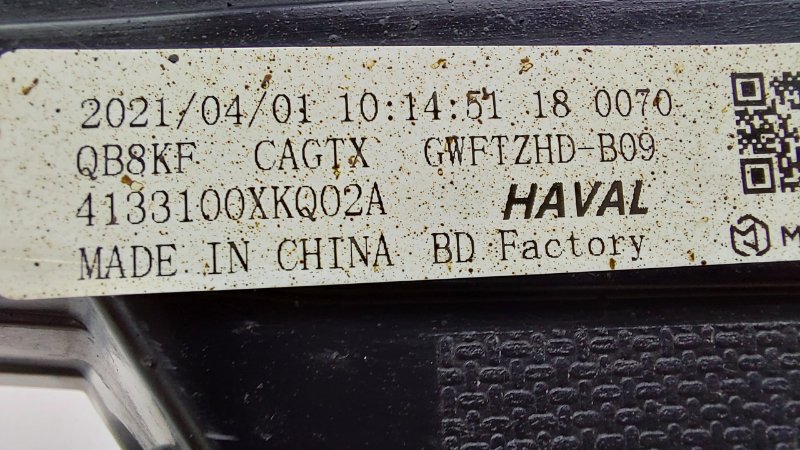 2021/04/01 10:14:51 18 0070
QB8KF CAGTX GWFTZHD-B09
4133100XKQ02A HAVAL
MADE IN CHINA BD Factory